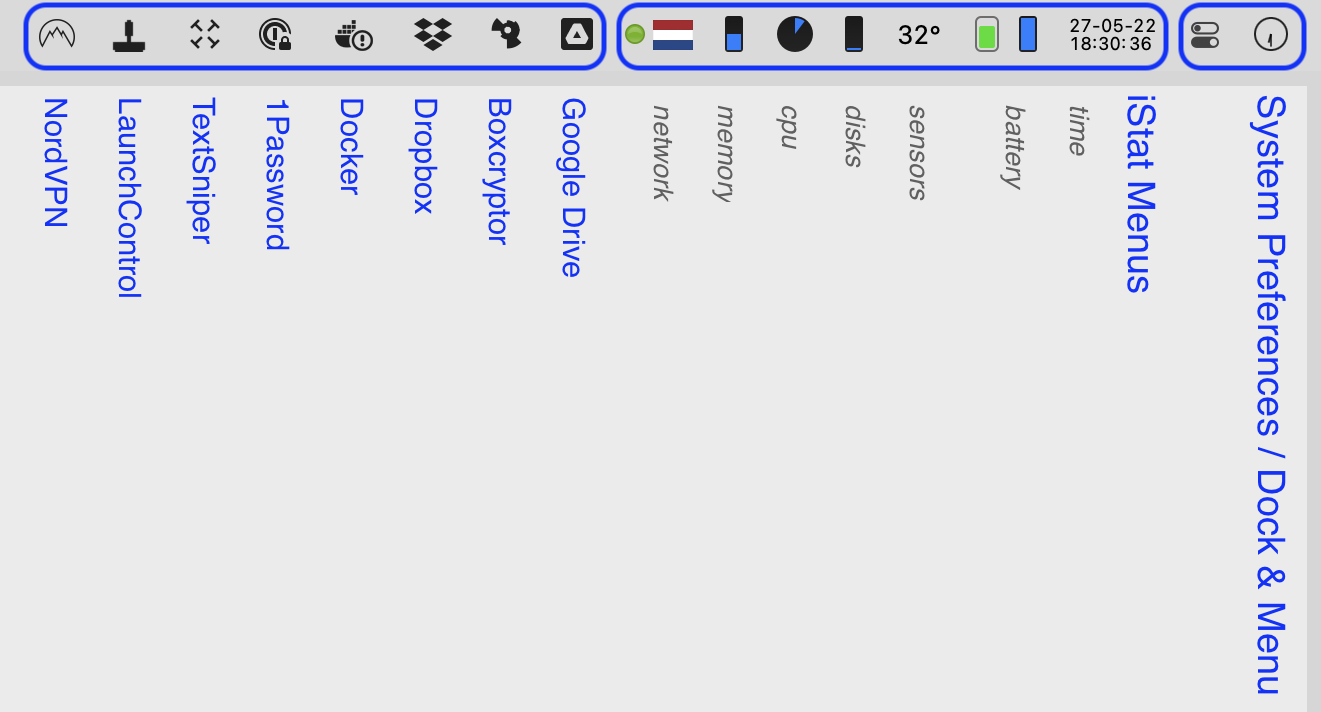 32°
27-05-22
18:30:36
NordVPN
LaunchControl
TextSniper
1Password
Docker
Dropbox
Boxcryptor
Google Drive
network
memory
cpu
disks
sensors
battery
time
iStat Menus
System Preferences / Dock & Menu